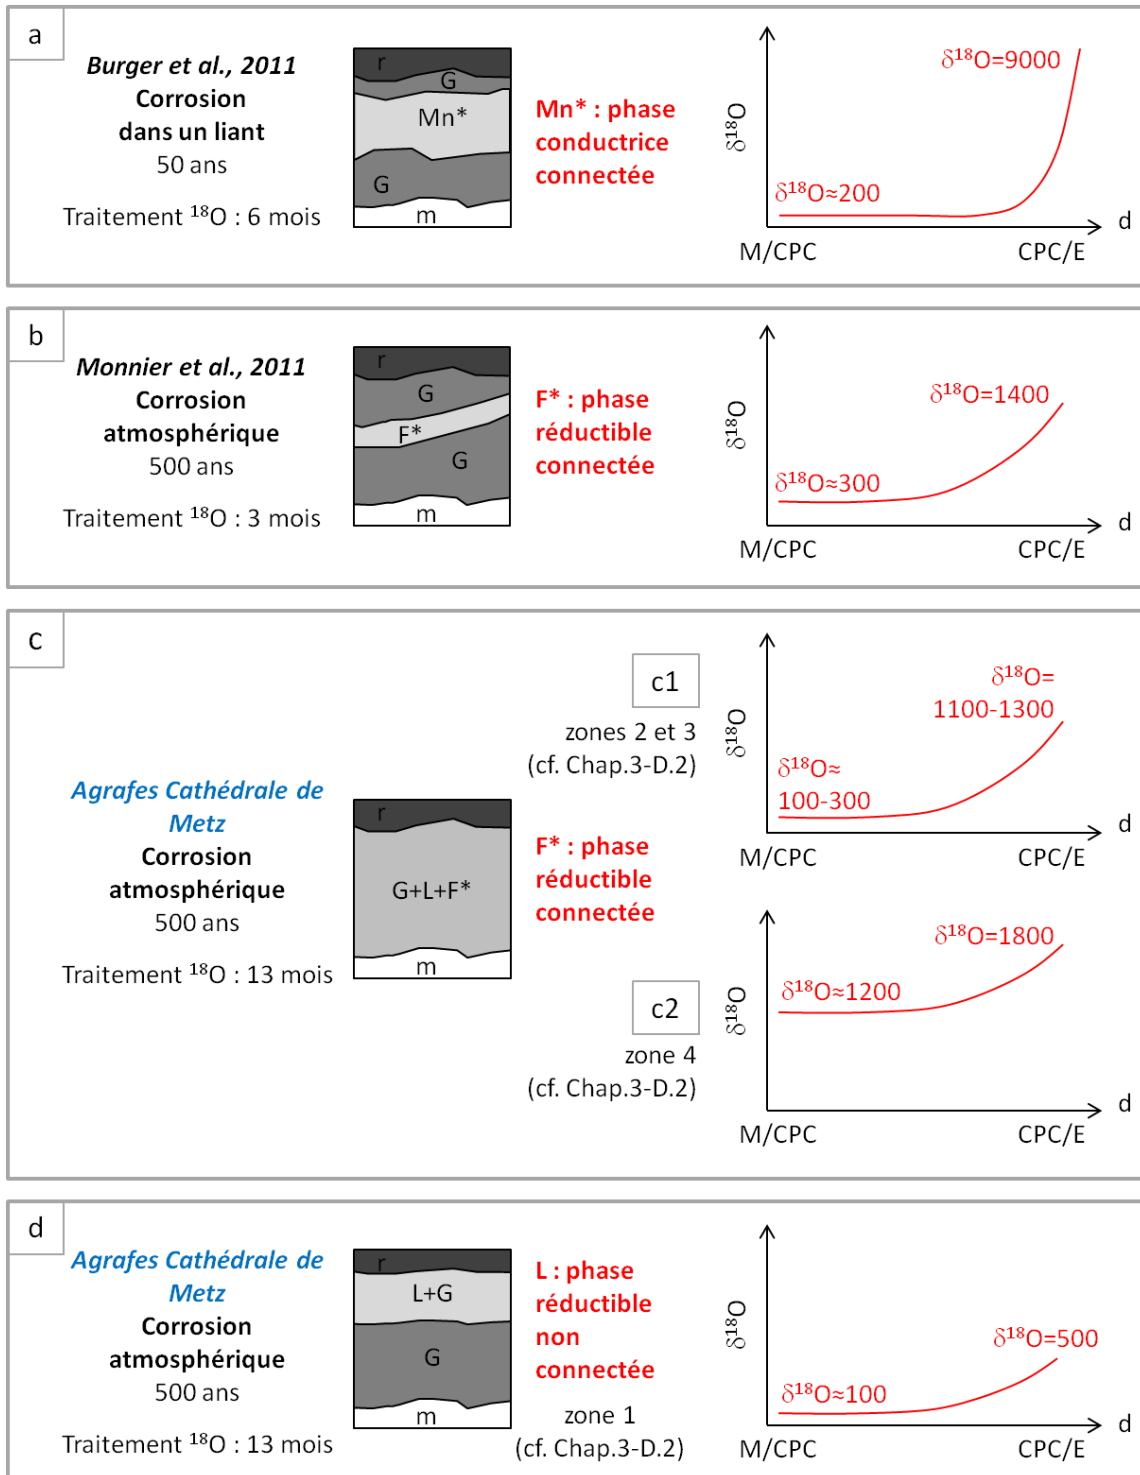 a
Burger et al., 2011
Corrosion
dans un liant
50 ans
Traitement ¹⁸O : 6 mois
r
G
Mn*
G
m
Mn* : phase
conductrice
connectée
δ¹⁸O
δ¹⁸O=9000
δ¹⁸O≈200
d
M/CPC
CPC/E
b
Monnier et al., 2011
Corrosion
atmosphérique
500 ans
Traitement ¹⁸O : 3 mois
r
G
F*
G
m
F* : phase
réductible
connectée
δ¹⁸O
δ¹⁸O=1400
δ¹⁸O≈300
d
M/CPC
CPC/E
c
Agrafes Cathédrale de
Metz
Corrosion
atmosphérique
500 ans
Traitement ¹⁸O : 13 mois
r
G+L+F*
m
F* : phase
réductible
connectée
c1
zones 2 et 3
(cf. Chap.3-D.2)
δ¹⁸O
δ¹⁸O=
1100-1300
δ¹⁸O≈
100-300
d
M/CPC
CPC/E
c2
zone 4
(cf. Chap.3-D.2)
δ¹⁸O
δ¹⁸O=1800
δ¹⁸O≈1200
d
M/CPC
CPC/E
d
Agrafes Cathédrale de
Metz
Corrosion
atmosphérique
500 ans
Traitement ¹⁸O : 13 mois
r
L+G
G
m
L : phase
réductible
non
connectée
zone 1
(cf. Chap.3-D.2)
δ¹⁸O
δ¹⁸O=500
δ¹⁸O≈100
d
M/CPC
CPC/E